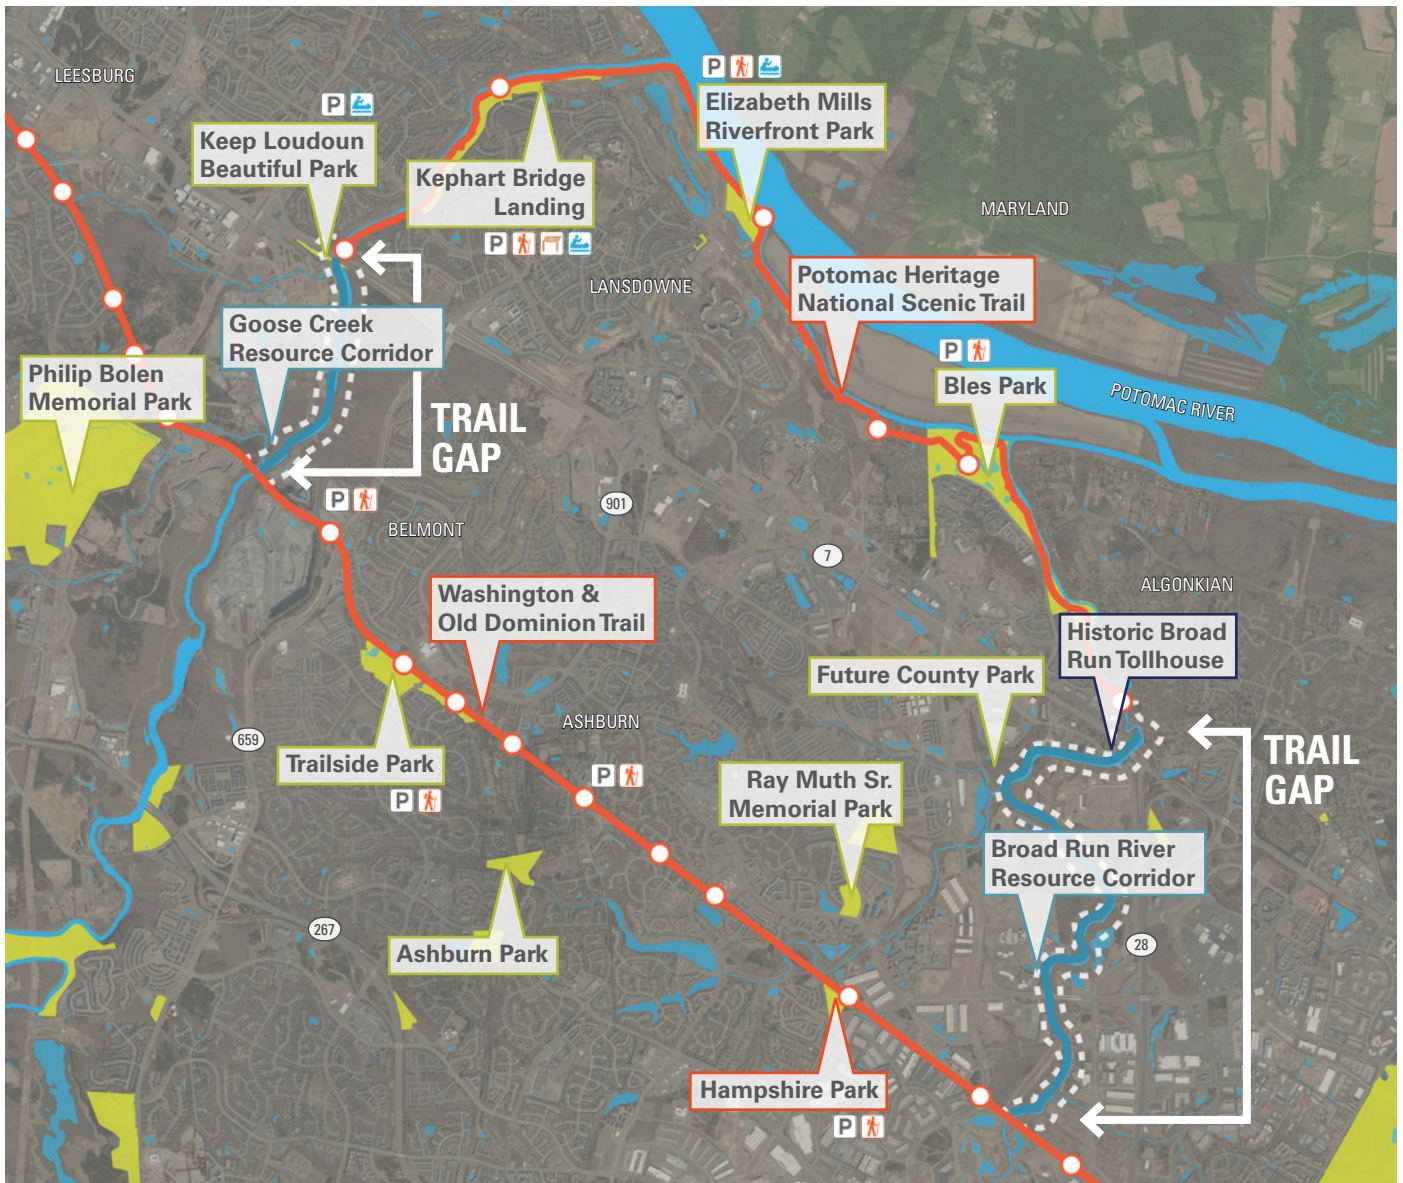 LEESBURG
P
Keep Loudoun
Beautiful Park
Kephart Bridge
Landing
P
P
Elizabeth Mills
Riverfront Park
MARYLAND
LANSDOWNE
Potomac Heritage
National Scenic Trail
Goose Creek
Resource Corridor
P
Bles Park
POTOMAC RIVER
Philip Bolen
Memorial Park
TRAIL
GAP
P
BELMONT
901
7
ALGONKIAN
Washington &
Old Dominion Trail
Historic Broad
Run Tollhouse
Future County Park
ASHBURN
659
Trailside Park
P
P
Ray Muth Sr.
Memorial Park
TRAIL
GAP
Broad Run River
Resource Corridor
267
28
Ashburn Park
Hampshire Park
P